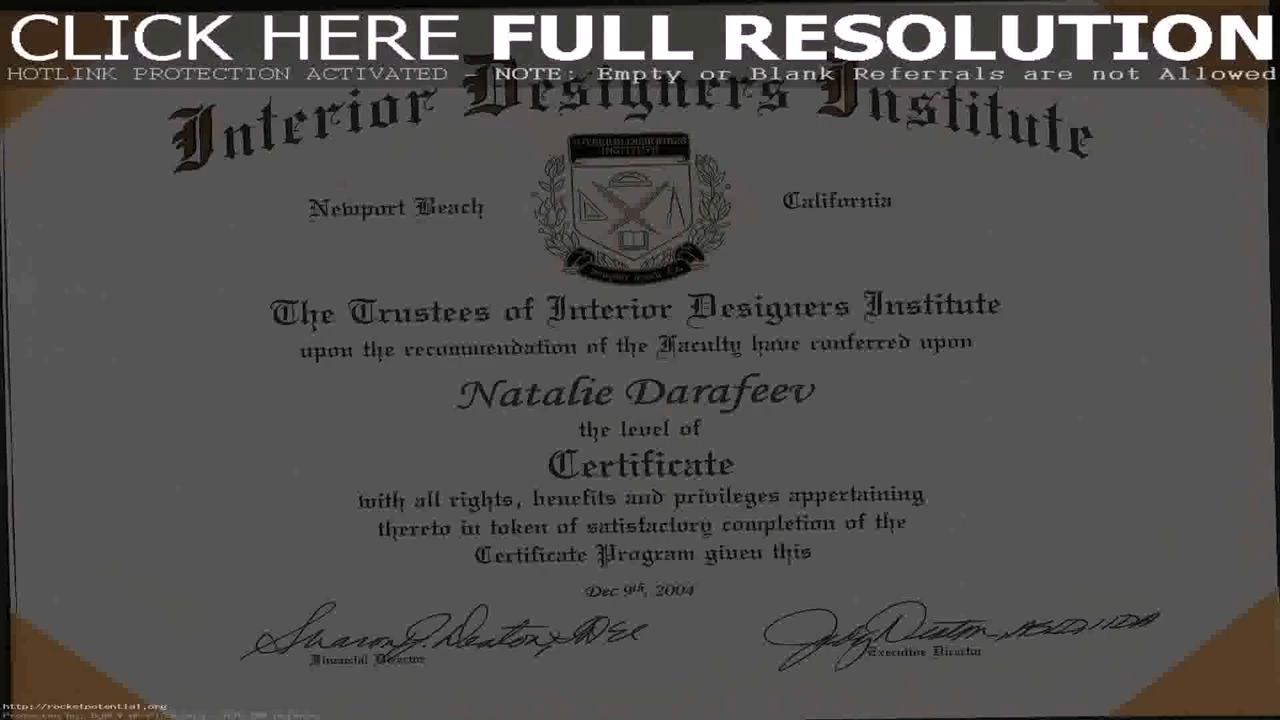 CLICK HERE FULL RESOLUTION
HOTLINK PROTECTION ACTIVATED - NOTE: Empty or Blank Referrals are not Allowed
Interior Designers Institute
Newport Beach
California
The Trustees of Interior Designers Institute
upon the recommendation of the Faculty have conferred upon
Natalie Darafeev
the level of
Certificate
with all rights, benefits and privileges appertaining
thereto in token of satisfactory completion of the
Certificate Program given this
Dec 9th, 2004
Financial Director
Executive Director
http://rocketpotential.org